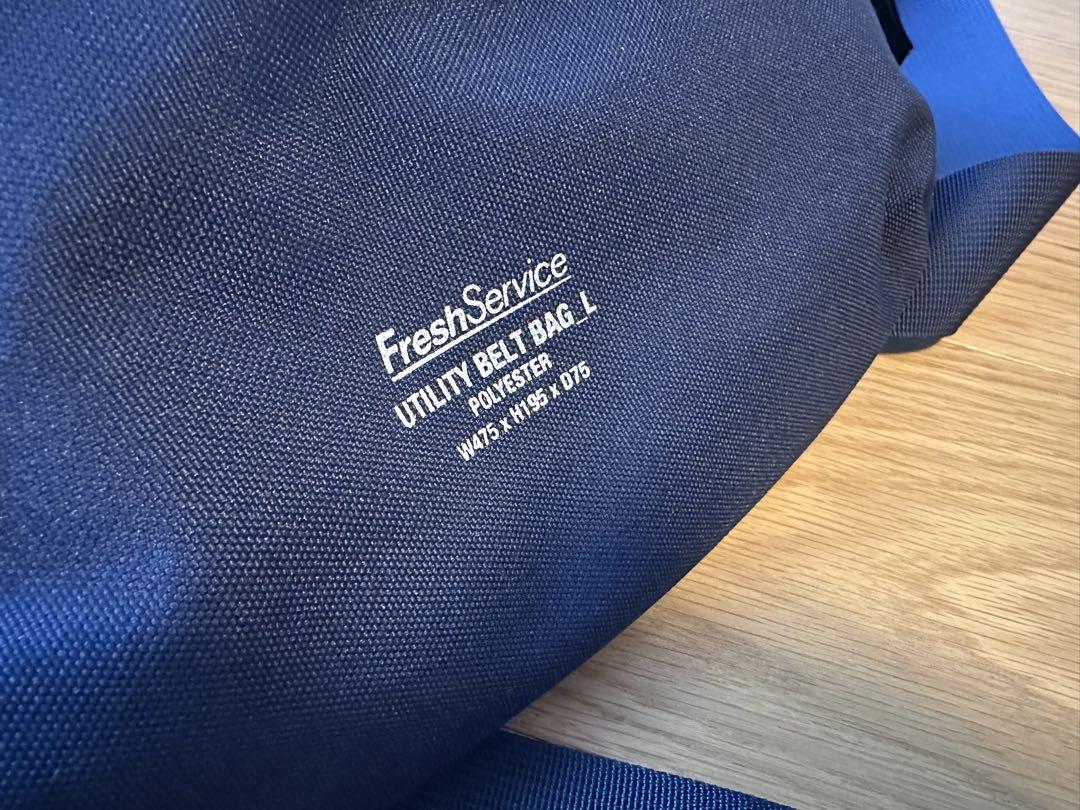 FreshService
UTILITY BELT BAG_L
POLYESTER
W475 x H195 x D75